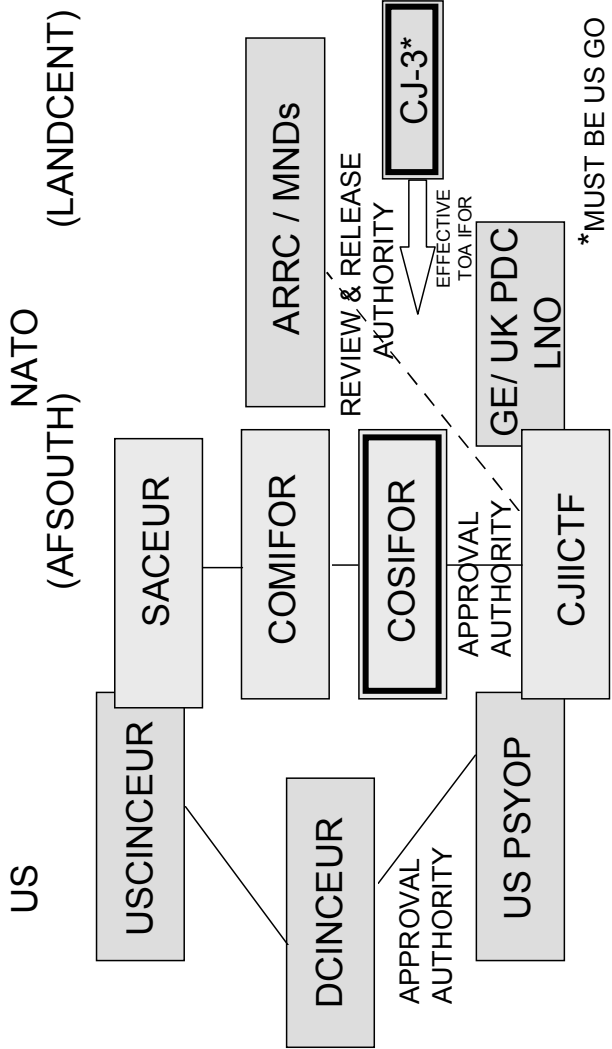 US
NATO
(AFSOUTH)
(LANDCENT)
USCINCEUR
SACEUR
DCINCEUR
COMIFOR
ARRC / MNDs
COSIFOR
REVIEW & RELEASE
AUTHORITY
CJ-3*
EFFECTIVE
TOA IFOR
APPROVAL
AUTHORITY
APPROVAL
AUTHORITY
US PSYOP
CJIICTF
GE/ UK PDC
LNO
*MUST BE US GO